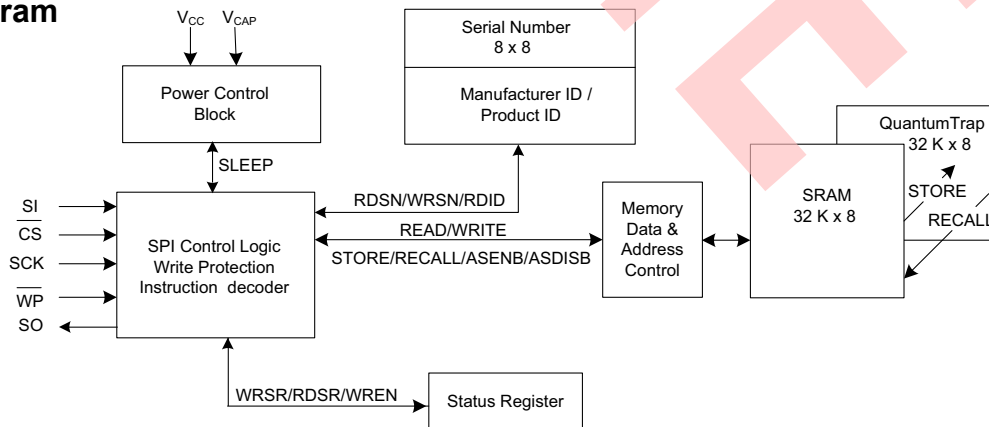 ram
VCC VCAP
Serial Number
8 x 8
Power Control
Block
Manufacturer ID /
Product ID
QuantumTrap
32 K x 8
SLEEP
SI
CS
SCK
WP
SO
SPI Control Logic
Write Protection
Instruction decoder
RDSN/WRSN/RDID
READ/WRITE
STORE/RECALL/ASENB/ASDISB
Memory
Data &
Address
Control
SRAM
32 K x 8
STORE
RECALL
WRSR/RDSR/WREN
Status Register